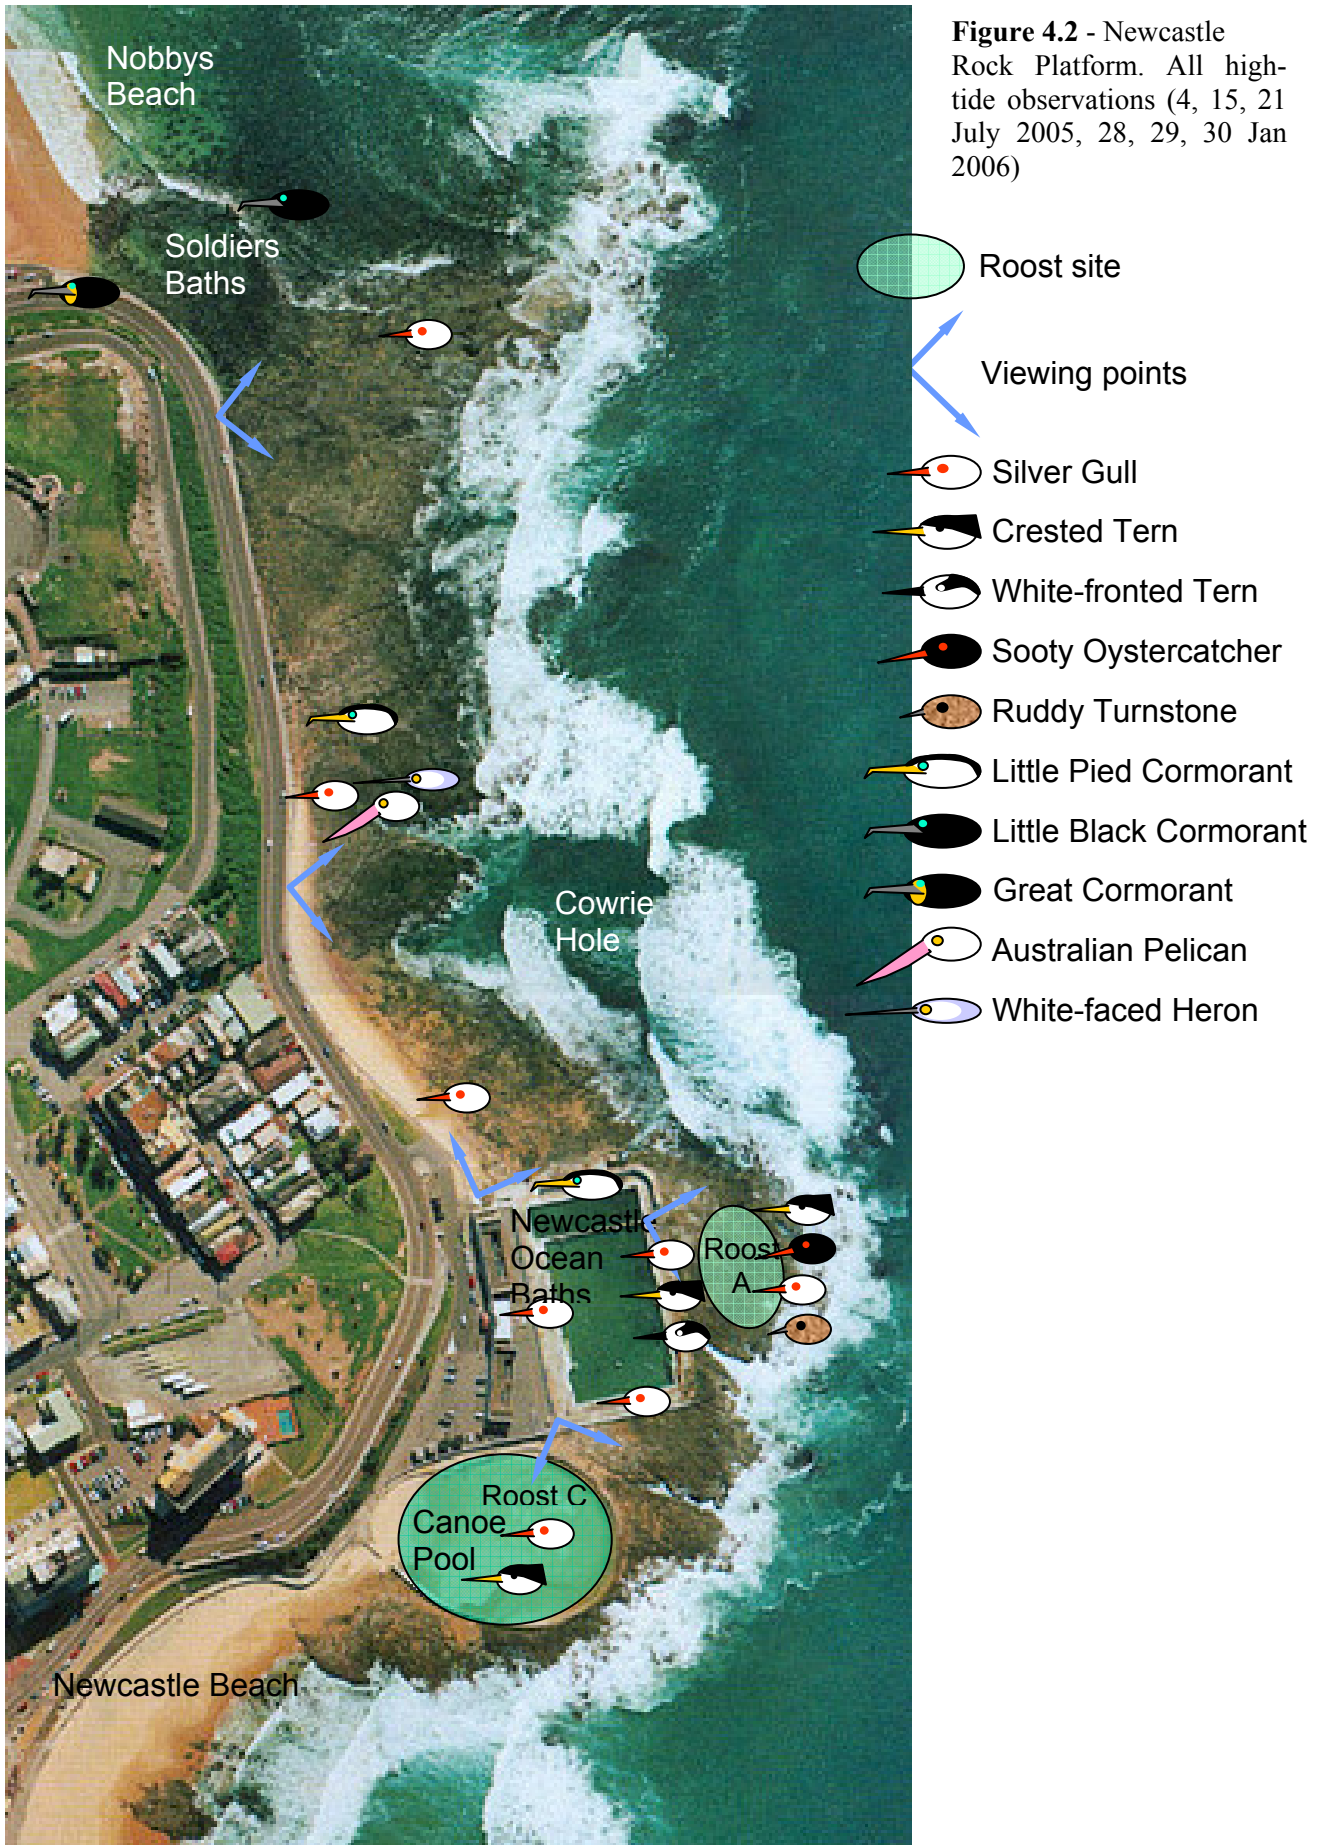 Figure 4.2 - Newcastle
Rock Platform. All high-
tide observations (4, 15, 21
July 2005, 28, 29, 30 Jan
2006)
Nobbys
Beach
Soldiers
Baths
Roost site
Viewing points
Silver Gull
Crested Tern
White-fronted Tern
Sooty Oystercatcher
Ruddy Turnstone
Little Pied Cormorant
Little Black Cormorant
Great Cormorant
Australian Pelican
White-faced Heron
Cowrie
Hole
Newcastle
Ocean
Baths
Roost
A
Roost C
Canoe
Pool
Newcastle Beach